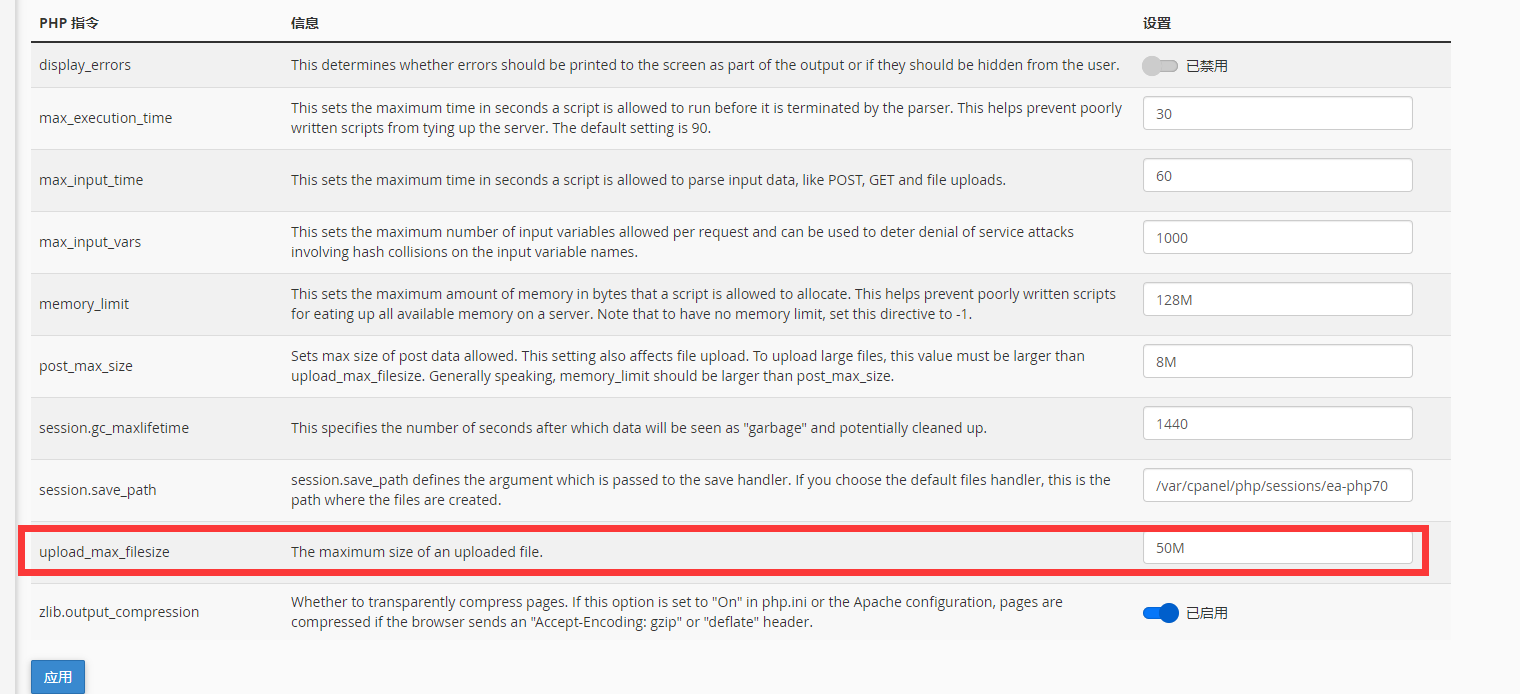 PHP 指令 信息 设置
display_errors This determines whether errors should be printed to the screen as part of the output or if they should be hidden from the user. 已禁用
max_execution_time This sets the maximum time in seconds a script is allowed to run before it is terminated by the parser. This helps prevent poorly
written scripts from tying up the server. The default setting is 90.
30
max_input_time This sets the maximum time in seconds a script is allowed to parse input data, like POST, GET and file uploads. 60
max_input_vars This sets the maximum number of input variables allowed per request and can be used to deter denial of service attacks
involving hash collisions on the input variable names.
1000
memory_limit This sets the maximum amount of memory in bytes that a script is allowed to allocate. This helps prevent poorly written scripts
for eating up all available memory on a server. Note that to have no memory limit, set this directive to -1.
128M
post_max_size Sets max size of post data allowed. This setting also affects file upload. To upload large files, this value must be larger than
upload_max_filesize. Generally speaking, memory_limit should be larger than post_max_size.
8M
session.gc_maxlifetime This specifies the number of seconds after which data will be seen as "garbage" and potentially cleaned up. 1440
session.save_path session.save_path defines the argument which is passed to the save handler. If you choose the default files handler, this is the
path where the files are created.
/var/cpanel/php/sessions/ea-php70
upload_max_filesize The maximum size of an uploaded file. 50M
zlib.output_compression Whether to transparently compress pages. If this option is set to "On" in php.ini or the Apache configuration, pages are
compressed if the browser sends an "Accept-Encoding: gzip" or "deflate" header.
已启用
应用